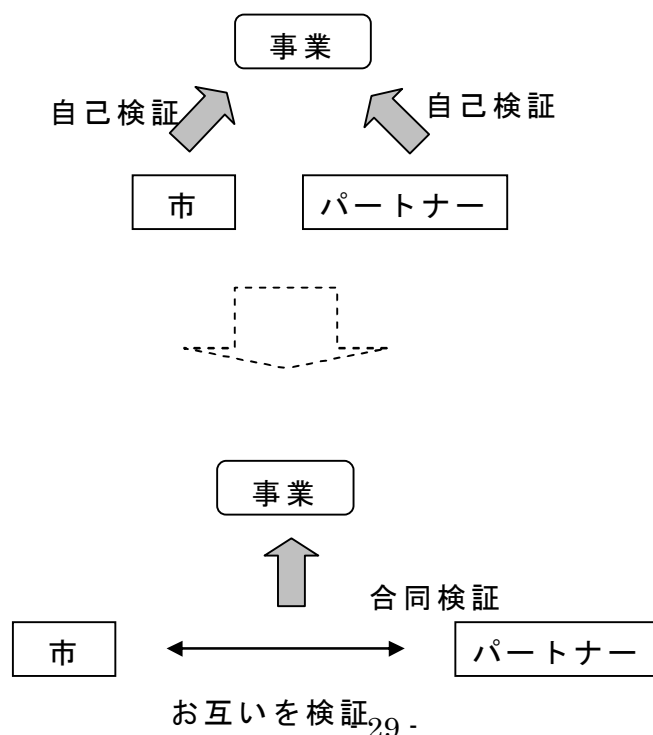 事業
自己検証
自己検証
市
パートナー
事業
合同検証
市
パートナー
お互いを検証
- 29 -